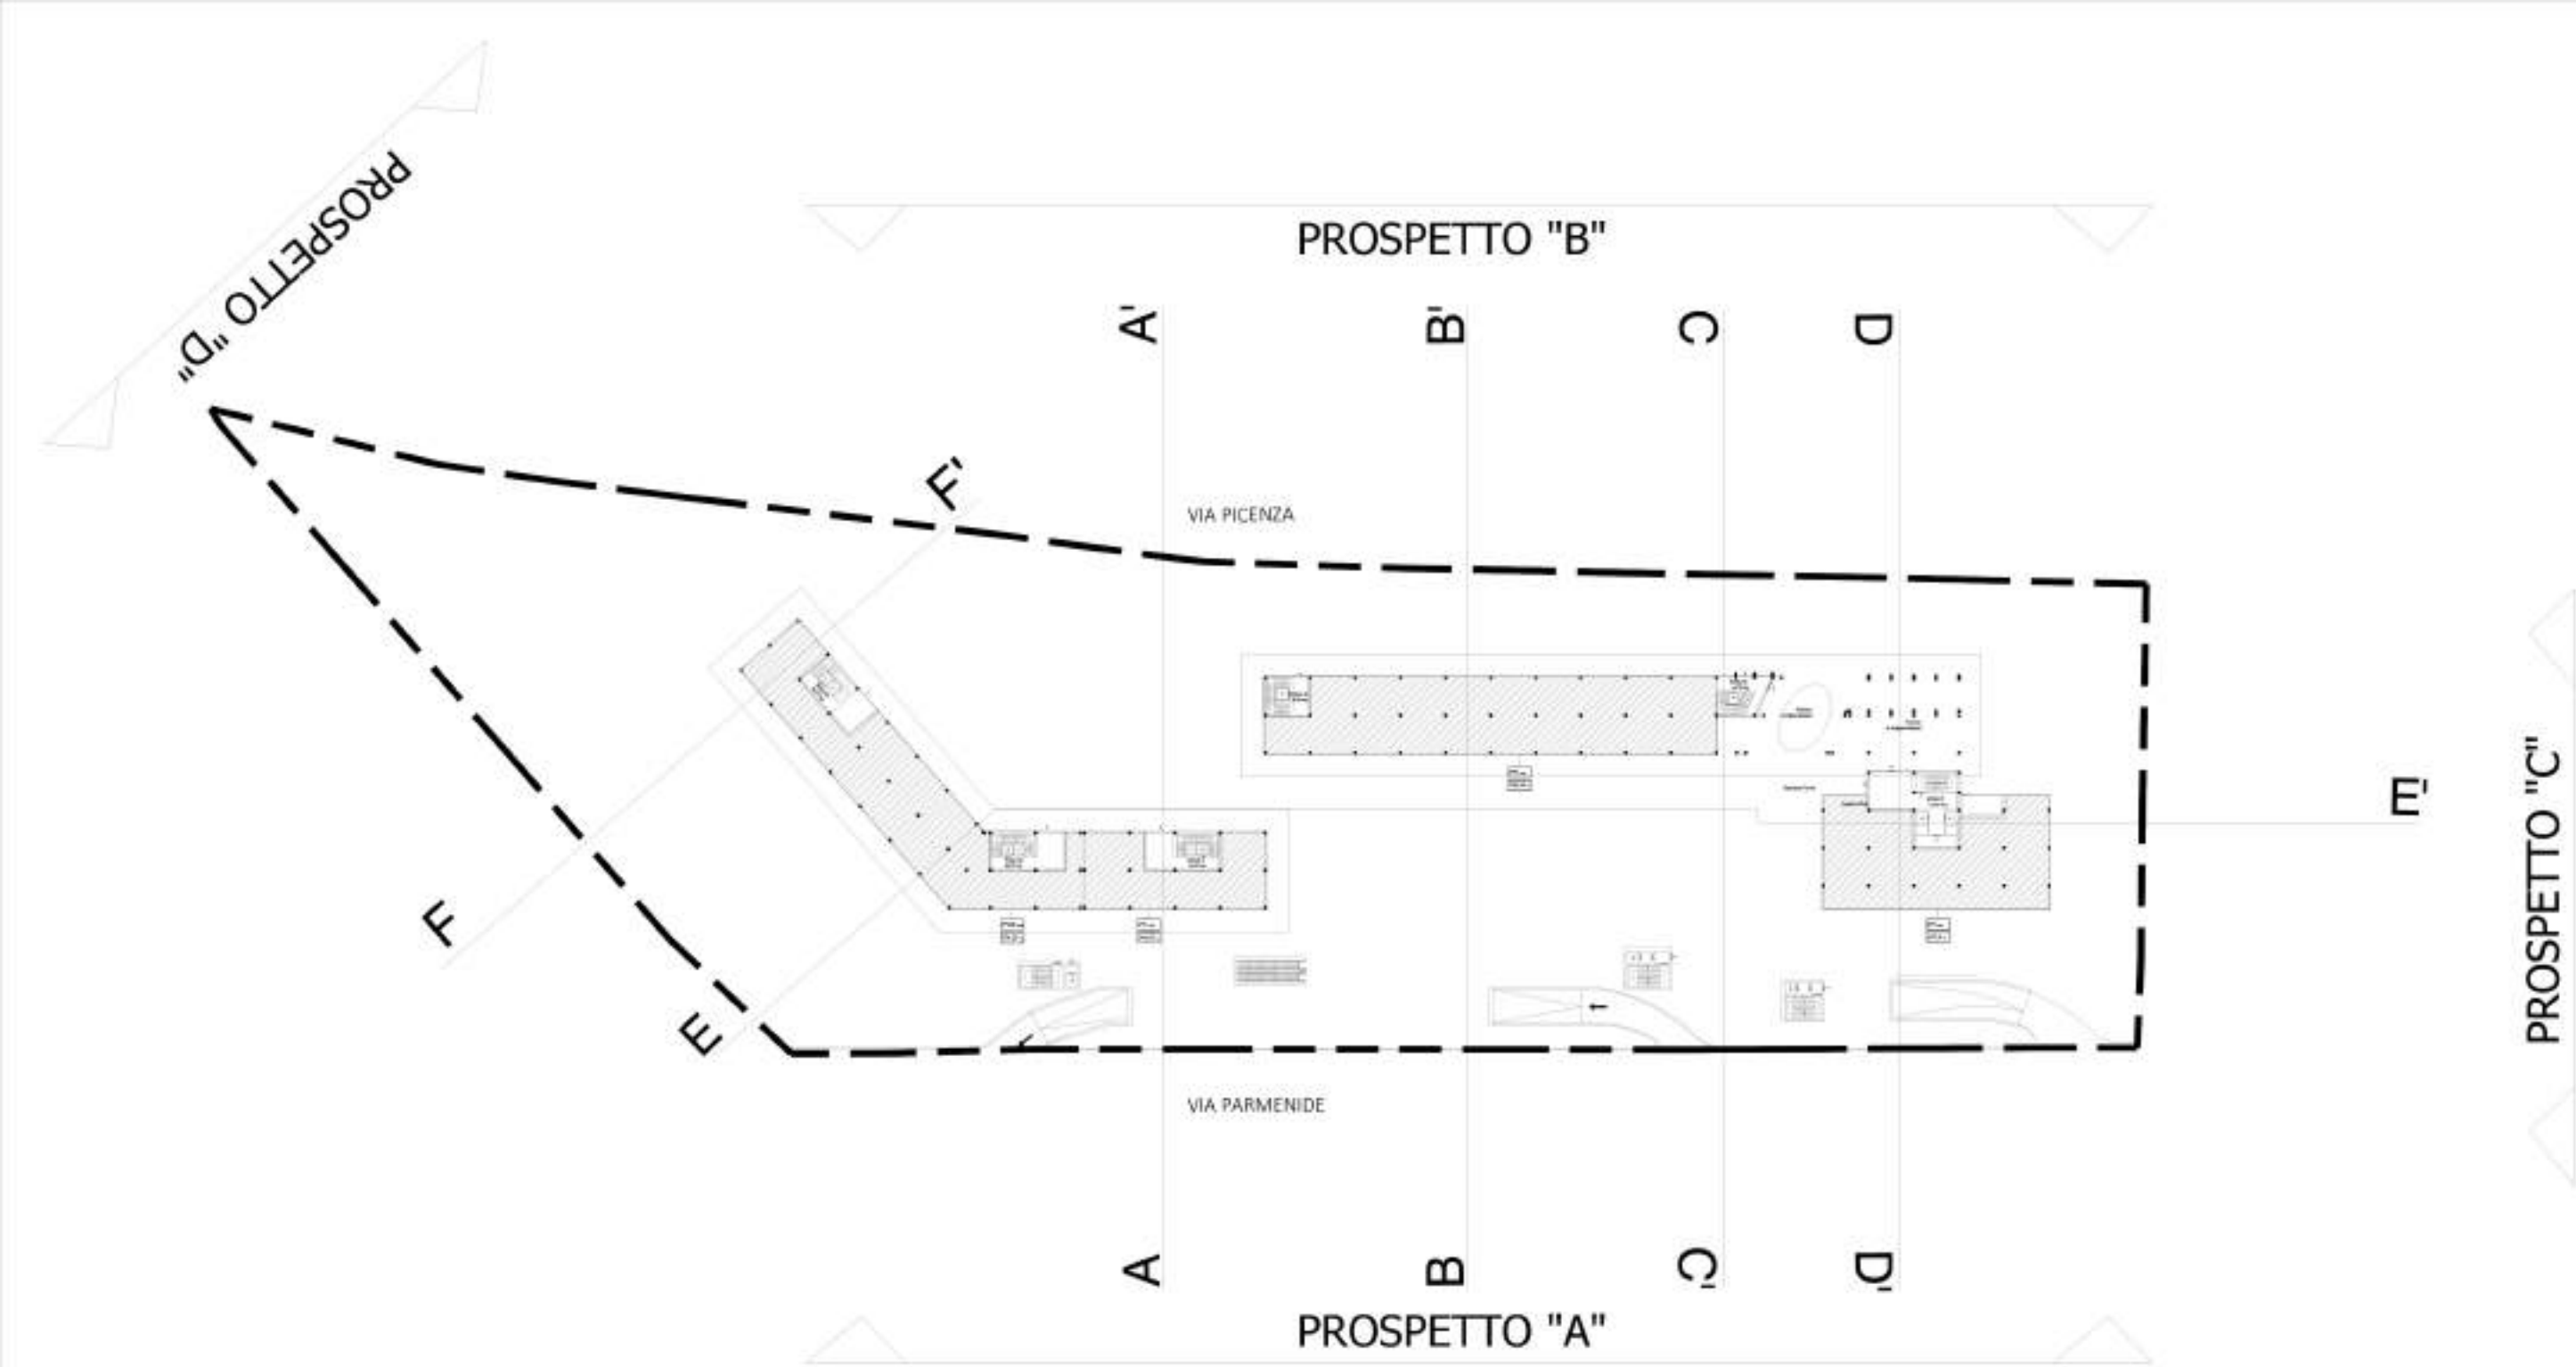 PROSPETTO "D"
PROSPETTO "B"
A'
B'
C
D
F'
VIA PICENZA
E'
PROSPETTO "C"
F
E
VIA PARMENIDE
A
B
C'
D'
PROSPETTO "A"